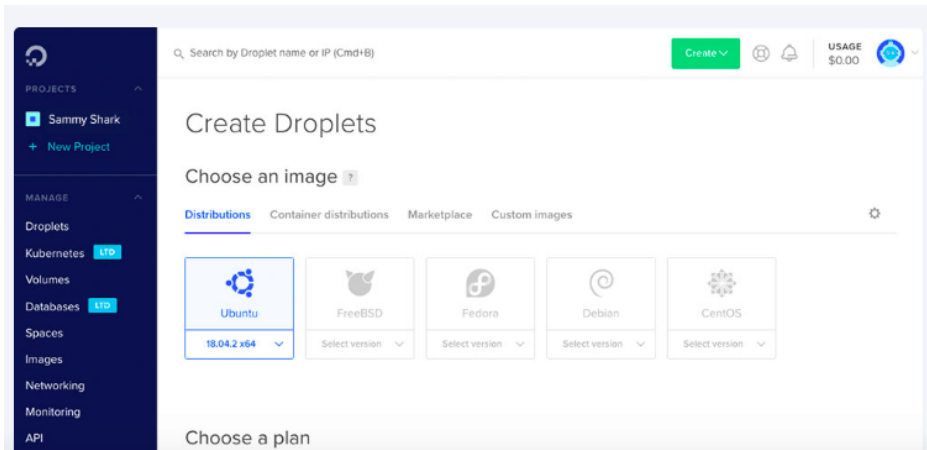 Search by Droplet name or IP (Cmd+B)
Create
USAGE
$0.00
PROJECTS
Sammy Shark
+ New Project
MANAGE
Droplets
Kubernetes LTD
Volumes
Databases LTD
Spaces
Images
Networking
Monitoring
API
Create Droplets
Choose an image ?
Distributions Container distributions Marketplace Custom images
Ubuntu FreeBSD Fedora Debian CentOS
18.04.2 x64 Select version Select version Select version Select version
Choose a plan